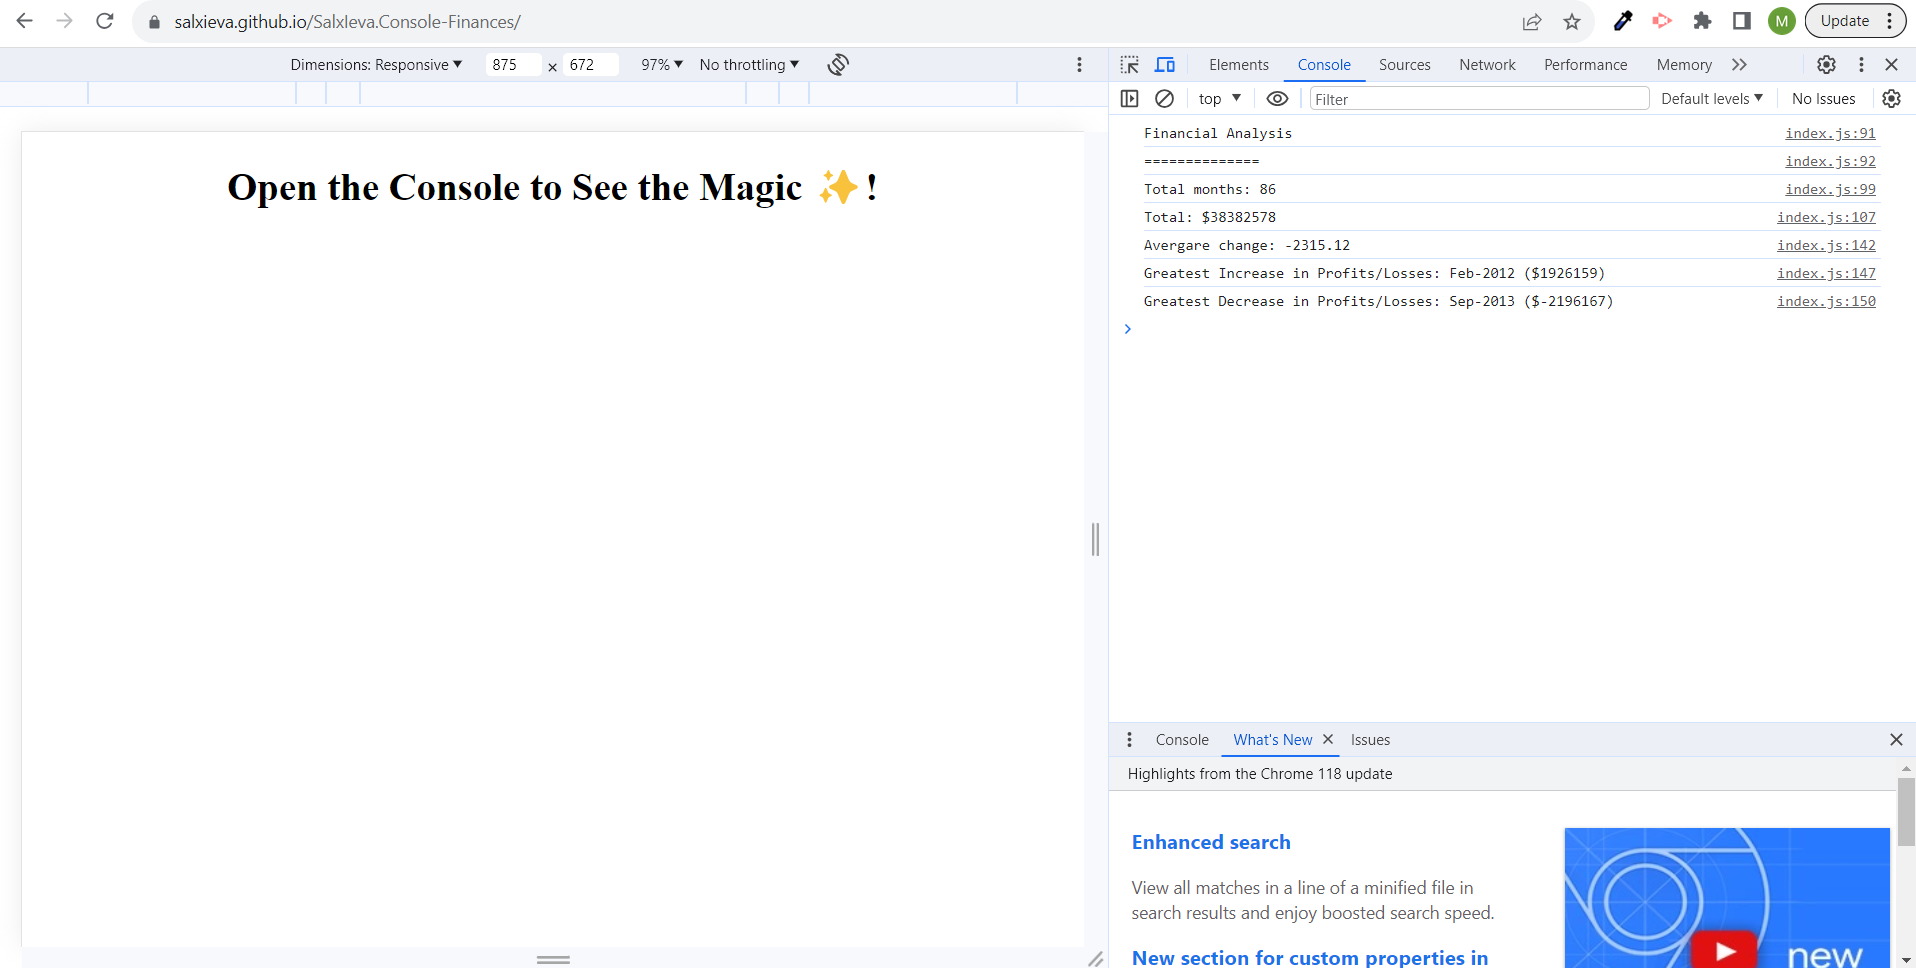 salxieva.github.io/SalxIeva.Console-Finances/
M
Update
Dimensions: Responsive 875 × 672 97% No throttling
Elements Console Sources Network Performance Memory
top Filter Default levels No Issues
Open the Console to See the Magic ✨!
Financial Analysis index.js:91
============== index.js:92
Total months: 86 index.js:99
Total: $38382578 index.js:107
Avergare change: -2315.12 index.js:142
Greatest Increase in Profits/Losses: Feb-2012 ($1926159) index.js:147
Greatest Decrease in Profits/Losses: Sep-2013 ($-2196167) index.js:150
Console What's New Issues
Highlights from the Chrome 118 update
Enhanced search
View all matches in a line of a minified file in
search results and enjoy boosted search speed.
New section for custom properties in
new